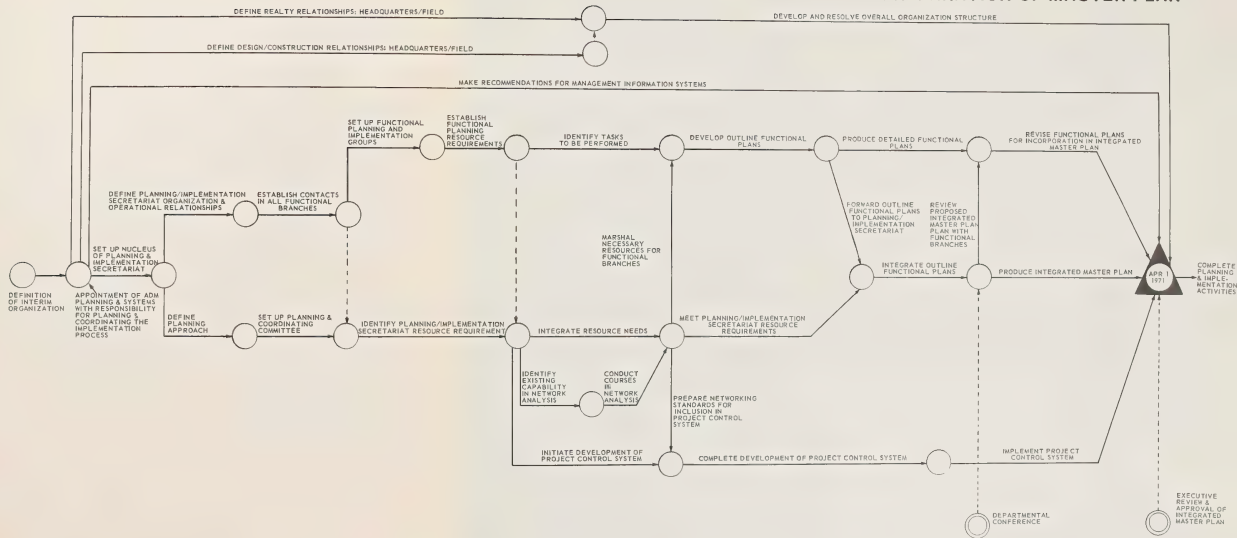 MASTER PLAN
DEFINE REALTY RELATIONSHIPS: HEADQUARTERS/FIELD
DEVELOP AND RESOLVE OVERALL ORGANIZATION STRUCTURE
DEFINE DESIGN/CONSTRUCTION RELATIONSHIPS: HEADQUARTERS/FIELD
MAKE RECOMMENDATIONS FOR MANAGEMENT INFORMATION SYSTEMS
SET UP FUNCTIONAL
PLANNING AND
IMPLEMENTATION
GROUPS
ESTABLISH
FUNCTIONAL
PLANNING
RESOURCE
REQUIREMENTS
IDENTIFY TASKS
TO BE PERFORMED
DEVELOP OUTLINE FUNCTIONAL
PLANS
PRODUCE DETAILED FUNCTIONAL
PLANS
REVISE FUNCTIONAL PLANS
FOR INCORPORATION IN INTEGRATED
MASTER PLAN
DEFINE PLANNING/IMPLEMENTATION
SECRETARIAT ORGANIZATION &
OPERATIONAL RELATIONSHIPS
ESTABLISH CONTACTS
IN ALL FUNCTIONAL
BRANCHES
MARSHAL
NECESSARY
RESOURCES FOR
FUNCTIONAL
BRANCHES
FORWARD OUTLINE
FUNCTIONAL PLANS
TO PLANNING/
IMPLEMENTATION
SECRETARIAT
REVIEW
PROPOSED
INTEGRATED
MASTER PLAN
PLAN WITH
FUNCTIONAL
BRANCHES
SET UP NUCLEUS
OF PLANNING &
IMPLEMENTATION
SECRETARIAT
INTEGRATE OUTLINE
FUNCTIONAL PLANS
PRODUCE INTEGRATED MASTER PLAN
APR 1
1971
COMPLETE
PLANNING
& IMPLE-
MENTATION
ACTIVITIES
DEFINITION
OF INTERIM
ORGANIZATION
APPOINTMENT OF ADM
PLANNING & SYSTEMS
WITH RESPONSIBILITY
FOR PLANNING &
COORDINATING THE
IMPLEMENTATION
PROCESS
DEFINE
PLANNING
APPROACH
SET UP PLANNING &
COORDINATING
COMMITTEE
IDENTIFY PLANNING/IMPLEMENTATION
SECRETARIAT RESOURCE REQUIREMENT
INTEGRATE RESOURCE NEEDS
MEET PLANNING/IMPLEMENTATION
SECRETARIAT RESOURCE
REQUIREMENTS
IDENTIFY
EXISTING
CAPABILITY
IN NETWORK
ANALYSIS
CONDUCT
COURSES
IN
NETWORK
ANALYSIS
PREPARE NETWORKING
STANDARDS FOR
INCLUSION IN
PROJECT CONTROL
SYSTEM
INITIATE DEVELOPMENT OF
PROJECT CONTROL SYSTEM
COMPLETE DEVELOPMENT OF PROJECT CONTROL SYSTEM
IMPLEMENT PROJECT
CONTROL SYSTEM
DEPARTMENTAL
CONFERENCE
EXECUTIVE
REVIEW &
APPROVAL OF
INTEGRATED
MASTER PLAN